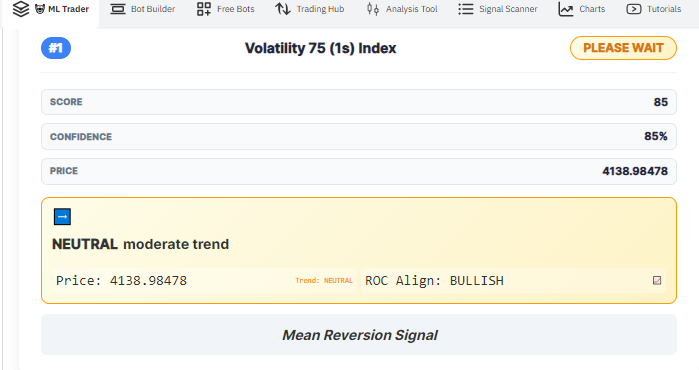 ML Trader Bot Builder Free Bots Trading Hub Analysis Tool Signal Scanner Charts Tutorials
#1 Volatility 75 (1s) Index PLEASE WAIT
SCORE 85
CONFIDENCE 85%
PRICE 4138.98478
NEUTRAL moderate trend
Price: 4138.98478 Trend: NEUTRAL ROC Align: BULLISH
Mean Reversion Signal